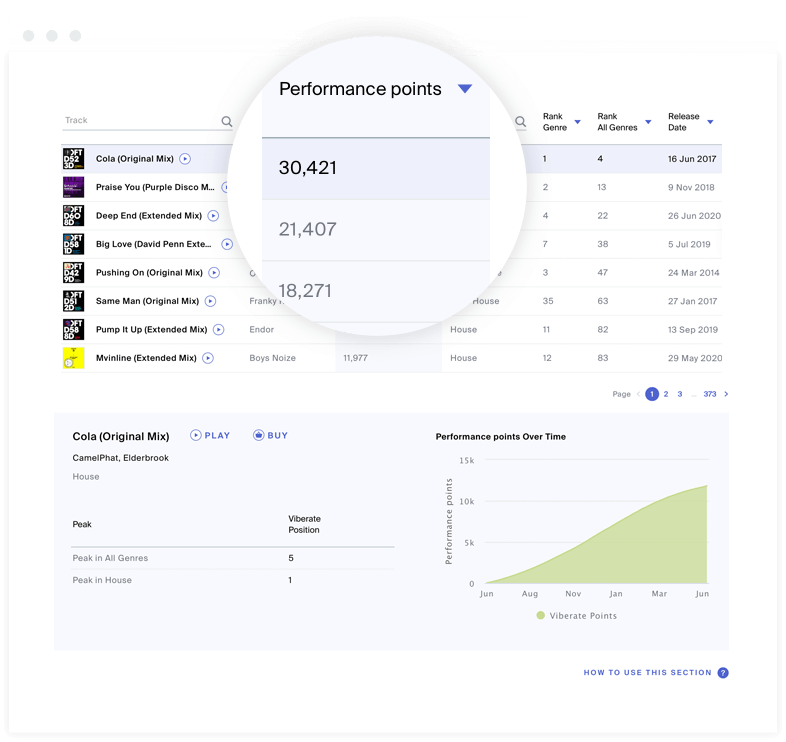 Performance points
30,421
21,407
18,271
Track
Rank Genre
Rank All Genres
Release Date
Cola (Original Mix) 1 4 16 Jun 2017
Praise You (Purple Disco M... 2 13 9 Nov 2018
Deep End (Extended Mix) 4 22 26 Jun 2020
Big Love (David Penn Exte... 7 38 5 Jul 2019
Pushing On (Original Mix) 3 47 24 Mar 2014
Same Man (Original Mix) Franky House 35 63 27 Jan 2017
Pump It Up (Extended Mix) Endor House 11 82 13 Sep 2019
Mvinline (Extended Mix) Boys Noize 11,977 House 12 83 29 May 2020
Page 1 2 3 ... 373
Cola (Original Mix) PLAY BUY
CamelPhat, Elderbrook
House
Peak
Viberate Position
Peak in All Genres 5
Peak in House 1
Performance points Over Time
Performance points
15k
10k
5k
0
Jun Aug Nov Jan Mar Jun
Viberate Points
HOW TO USE THIS SECTION ?